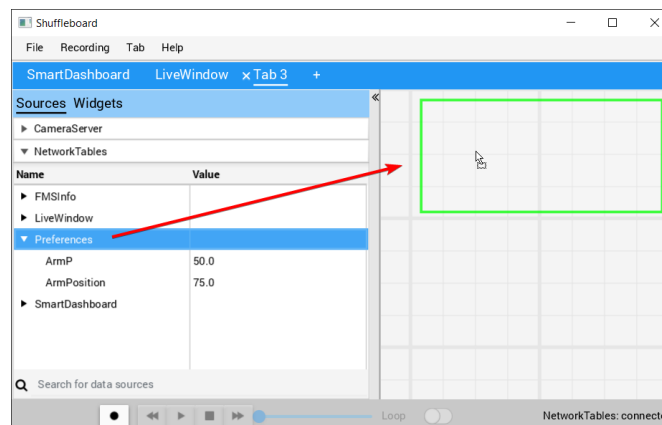 Shuffleboard
File Recording Tab Help
SmartDashboard LiveWindow × Tab 3 +
Sources Widgets
CameraServer
NetworkTables
Name Value
FMSInfo
LiveWindow
Preferences
ArmP 50.0
ArmPosition 75.0
SmartDashboard
Search for data sources
Loop NetworkTables: connecte